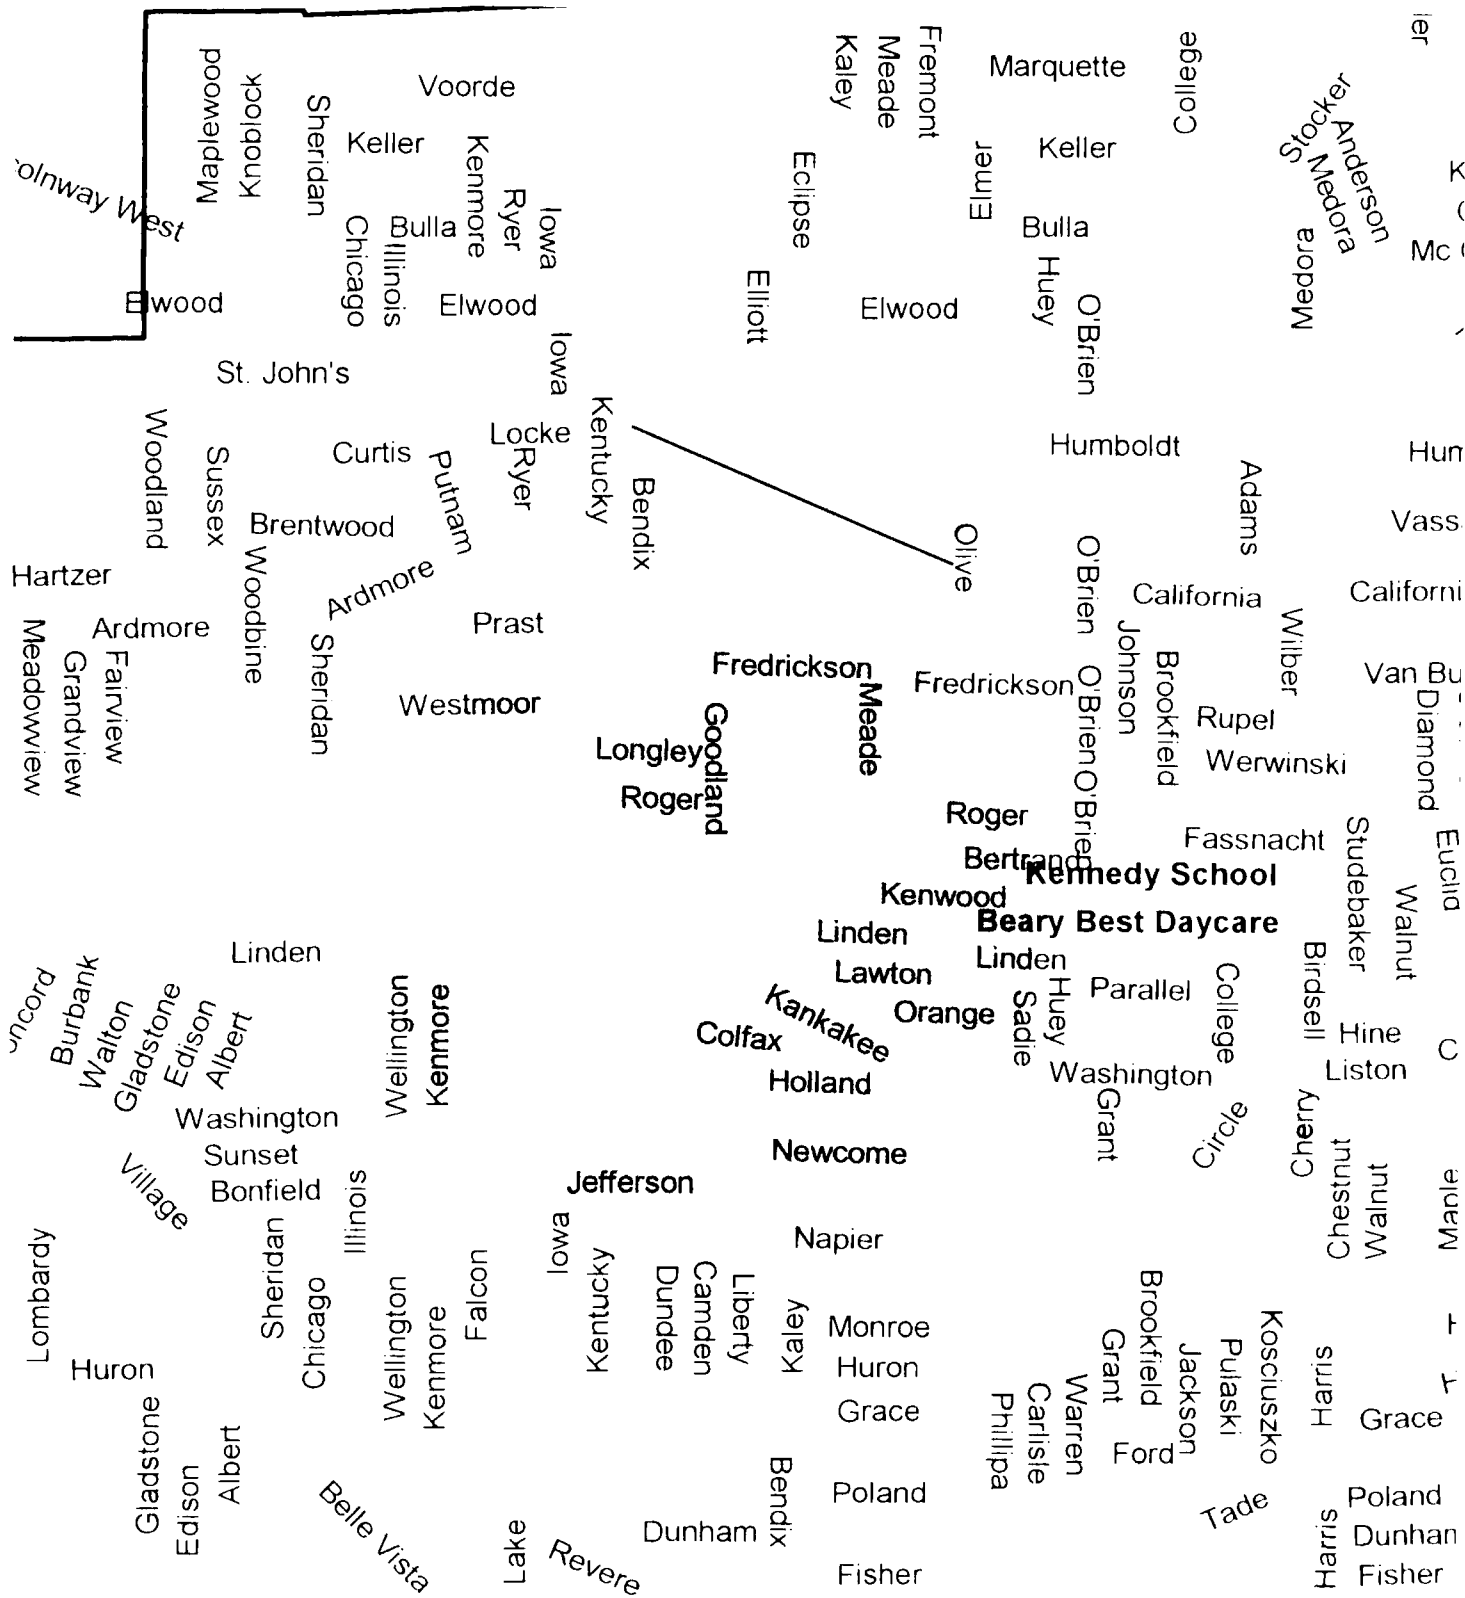 ler
Fremont
Meade
Kaley
Marquette
College
Maplewood
Knoblock
Voorde
Sheridan
Keller
Kenmore
Keller
Elmer
Eclipse
Stocker
Anderson
Medora
K
olnway West
Ryer
Iowa
Bulla
Chicago
Illinois
Bulla
Huey
Medora
Mc
Elliott
Elwood
Elwood
Elwood
O'Brien
Iowa
St. John's
Kentucky
Woodland
Sussex
Curtis
Locke
Ryer
Putnam
Bendix
Humboldt
Hum
Adams
Brentwood
Vass
Olive
O'Brien
Woodbine
Hartzer
Ardmore
California
Californi
Ardmore
Prast
Meadowview
Grandview
Fairview
Sheridan
Johnson
Wilber
Brookfield
Fredrickson
Meade
Fredrickson
O'Brien
Van Bu
Diamond
Westmoor
Goodland
Rupel
Longley
Werwinski
Roger
O'Brien
Roger
Fassnacht
Studebaker
Euclid
Bertrand
Kennedy School
Kenwood
Walnut
Beary Best Daycare
Linden
Linden
Linden
Birdsell
Lawton
Parallel
College
Huey
Sadie
oncord
Burbank
Walton
Gladstone
Edison
Albert
Wellington
Kenmore
Kankakee
Orange
Colfax
Hine
C
Liston
Holland
Washington
Grant
Circle
Cherry
Washington
Sunset
Village
Bonfield
Illinois
Newcome
Jefferson
Chestnut
Walnut
Maple
Sheridan
Iowa
Napier
Lombardy
Chicago
Wellington
Kenmore
Falcon
Kentucky
Dundee
Camden
Liberty
Kaley
Monroe
Brookfield
Grant
Kosciuszko
Pulaski
Jackson
Harris
Huron
Huron
Warren
Carlisle
Phillipa
Grace
Grace
Ford
Gladstone
Edison
Albert
Belle Vista
Bendix
Poland
Tade
Poland
Lake
Revere
Dunham
Harris
Dunhan
Fisher
Fisher